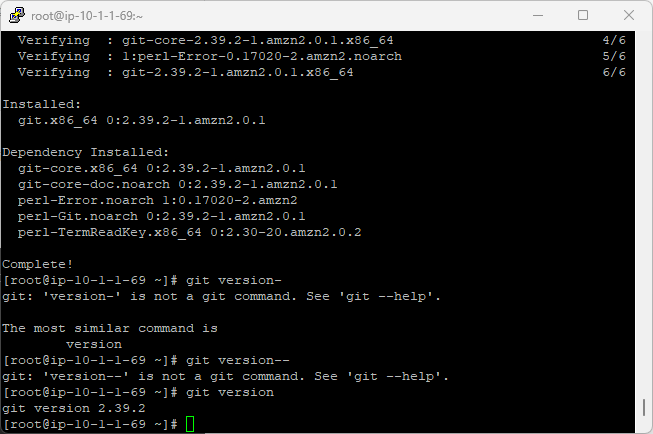 root@ip-10-1-1-69:~
  Verifying  : git-core-2.39.2-1.amzn2.0.1.x86_64                          4/6
  Verifying  : 1:perl-Error-0.17020-2.amzn2.noarch                         5/6
  Verifying  : git-2.39.2-1.amzn2.0.1.x86_64                               6/6

Installed:
  git.x86_64 0:2.39.2-1.amzn2.0.1

Dependency Installed:
  git-core.x86_64 0:2.39.2-1.amzn2.0.1
  git-core-doc.noarch 0:2.39.2-1.amzn2.0.1
  perl-Error.noarch 1:0.17020-2.amzn2
  perl-Git.noarch 0:2.39.2-1.amzn2.0.1
  perl-TermReadKey.x86_64 0:2.30-20.amzn2.0.2

Complete!
[root@ip-10-1-1-69 ~]# git version-
git: 'version-' is not a git command. See 'git --help'.

The most similar command is
        version
[root@ip-10-1-1-69 ~]# git version--
git: 'version--' is not a git command. See 'git --help'.
[root@ip-10-1-1-69 ~]# git version
git version 2.39.2
[root@ip-10-1-1-69 ~]#